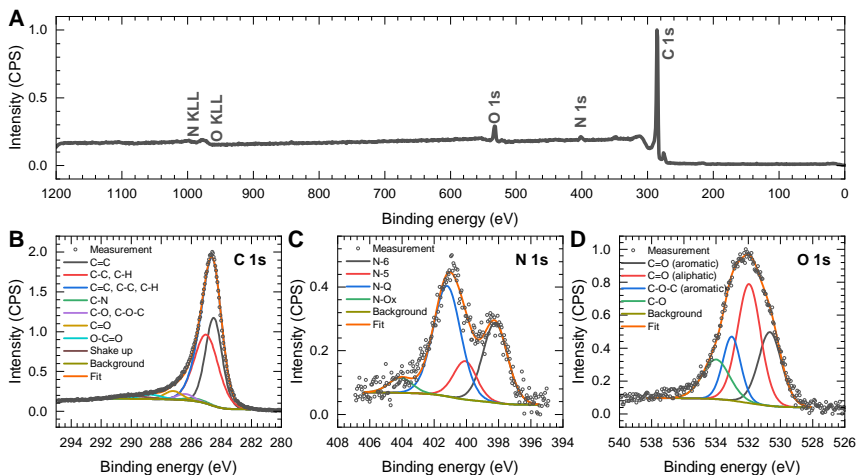 A
Intensity (CPS)
1.0
0.5
0.0
N KLL
O KLL
O 1s
N 1s
C 1s
1200 1100 1000 900 800 700 600 500 400 300 200 100 0
Binding energy (eV)
B
C 1s
Intensity (CPS)
2.0
1.5
1.0
0.5
0.0
Measurement
C=C
C-C, C-H
C=C, C-C, C-H
C-N
C-O, C-O-C
C=O
O-C=O
Shake up
Background
Fit
294 292 290 288 286 284 282 280
Binding energy (eV)
C
N 1s
Intensity (CPS)
0.4
0.2
0.0
Measurement
N-6
N-5
N-Q
N-Ox
Background
Fit
408 406 404 402 400 398 396 394
Binding energy (eV)
D
O 1s
Intensity (CPS)
1.0
0.8
0.6
0.4
0.2
0.0
Measurement
C=O (aromatic)
C=O (aliphatic)
C-O-C (aromatic)
C-O
Background
Fit
540 538 536 534 532 530 528 526
Binding energy (eV)